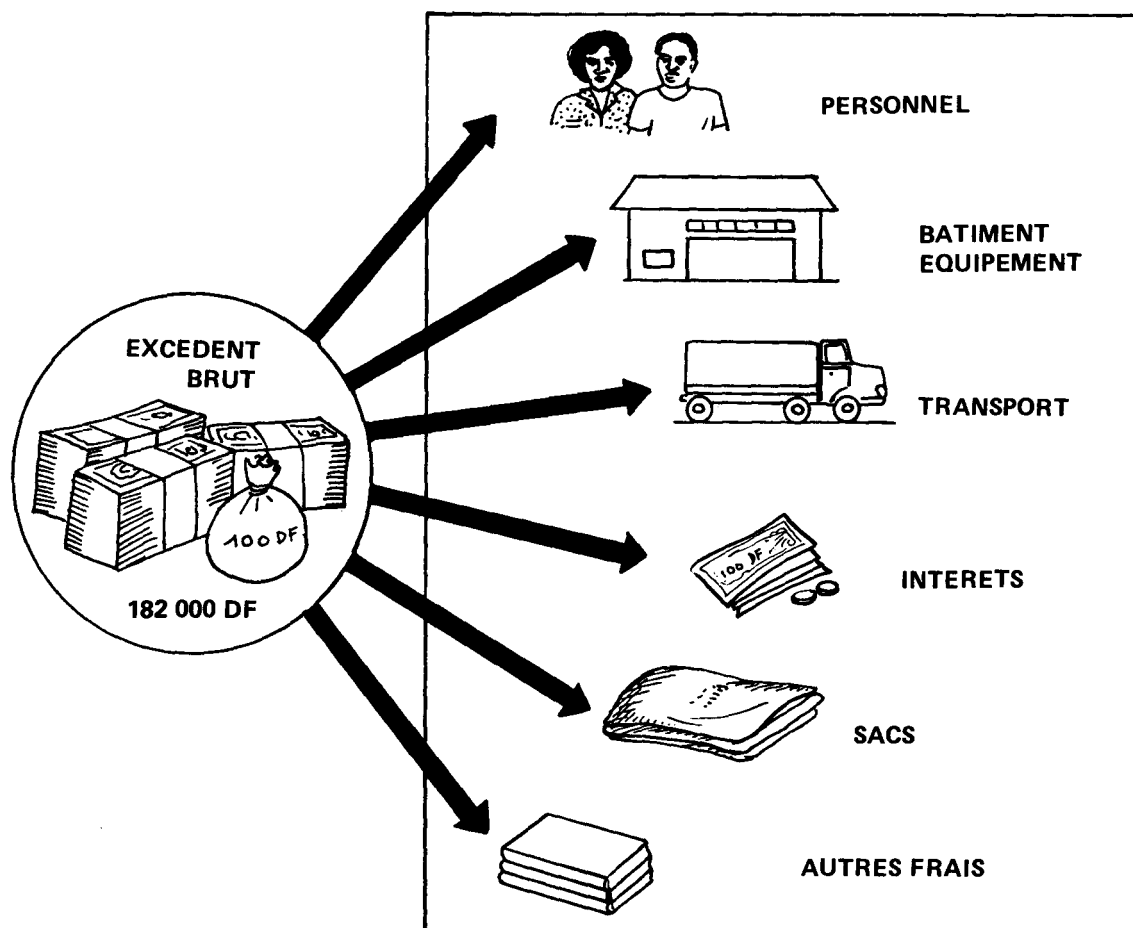 PERSONNEL
BATIMENT
EQUIPEMENT
EXCEDENT
BRUT
TRANSPORT
100 DF
100 DF
INTERETS
182 000 DF
SACS
AUTRES FRAIS